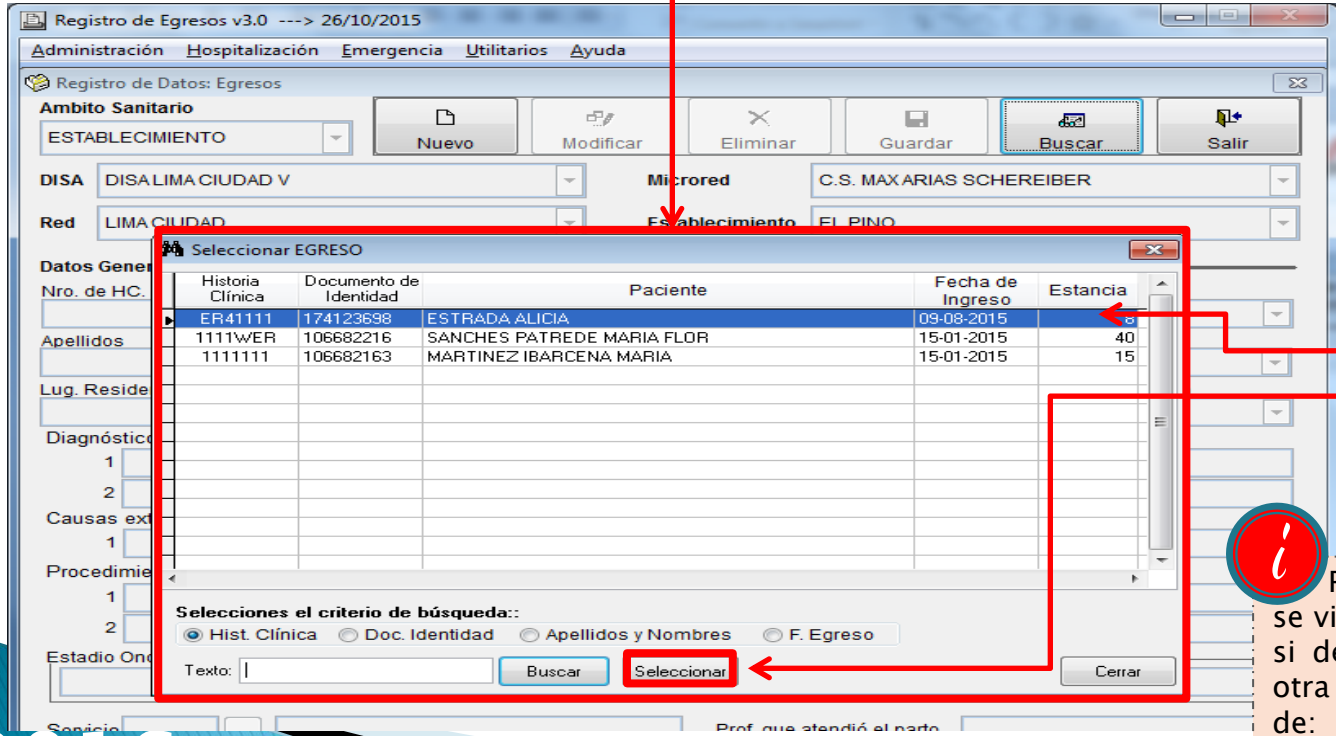 Registro de Egresos v3.0 ---> 26/10/2015
Administración Hospitalización Emergencia Utilitarios Ayuda
Registro de Datos: Egresos
Ambito Sanitario
ESTABLECIMIENTO
Nuevo Modificar Eliminar Guardar Buscar Salir
DISA DISA LIMA CIUDAD V Microred C.S. MAX ARIAS SCHEREIBER
Red LIMA CIUDAD Establecimiento EL PINO
Seleccionar EGRESO
Datos Gener
Nro. de HC.
Apellidos
Lug. Reside
Diagnóstico
1
2
Causas ext
1
Procedimie
1
2
Estadio Onc
Historia Clínica Documento de Identidad Paciente Fecha de Ingreso Estancia
ER41111 174123698 ESTRADA ALICIA 09-08-2015 8
1111WER 106682216 SANCHES PATREDE MARIA FLOR 15-01-2015 40
1111111 106682163 MARTINEZ IBARCENA MARIA 15-01-2015 15
Selecciones el criterio de búsqueda::
Hist. Clínica Doc. Identidad Apellidos y Nombres F. Egreso
Texto: Buscar Seleccionar Cerrar
Servicio Prof. que atendió el parto
i
se vi
si de
otra
de: